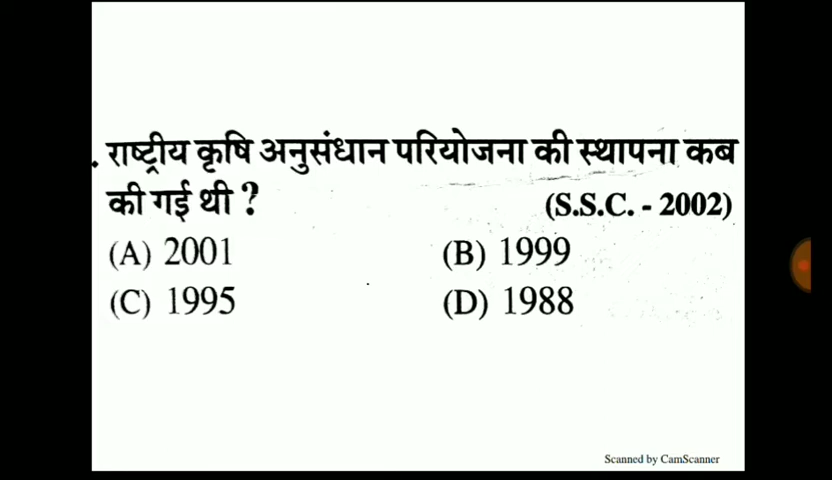 . राष्ट्रीय कृषि अनुसंधान परियोजना की स्थापना कब
की गई थी ? (S.S.C. - 2002)
(A) 2001 (B) 1999
(C) 1995 (D) 1988
Scanned by CamScanner